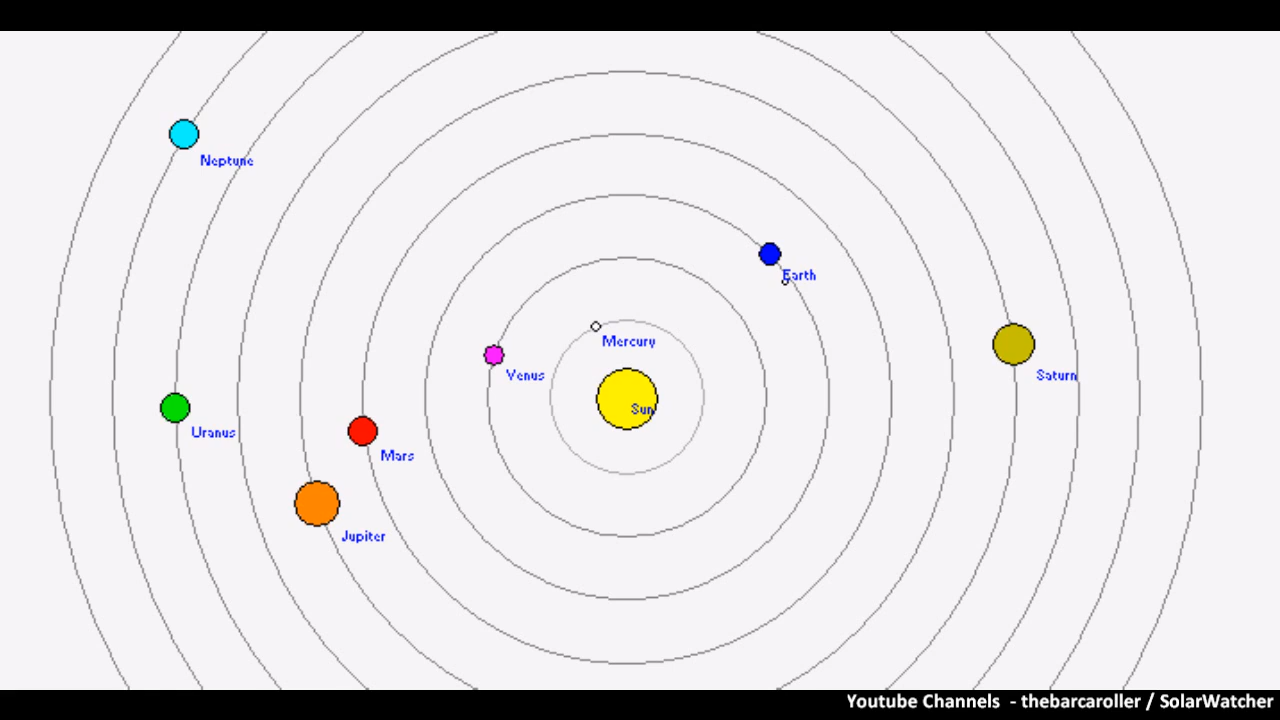 Neptune
Earth
Mercury
Venus
Saturn
Sun
Uranus
Mars
Jupiter
Youtube Channels - thebarcaroller / SolarWatcher